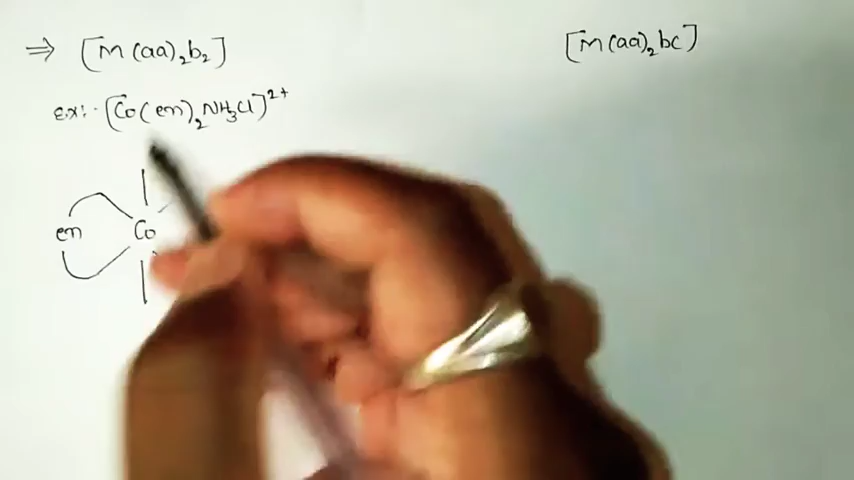 ⇒ [M(aa)₂b₂]
[M(aa)₂bc]
Ex:- [Co(en)₂NH₃Cl]²⁺
en Co